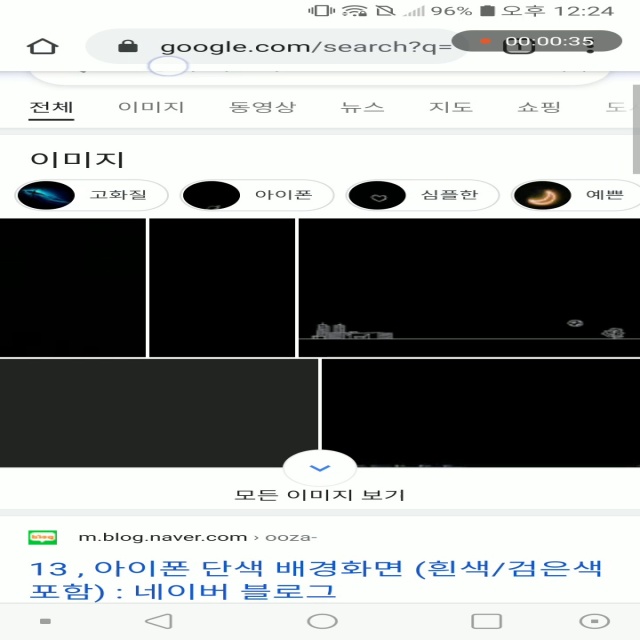 96% 오후 12:24
google.com/search?q=
00:00:35
전체 이미지 동영상 뉴스 지도 쇼핑
이미지
고화질 아이폰 심플한 예쁜
모든 이미지 보기
m.blog.naver.com › ooza-
13 , 아이폰 단색 배경화면 (흰색/검은색
포함) : 네이버 블로그